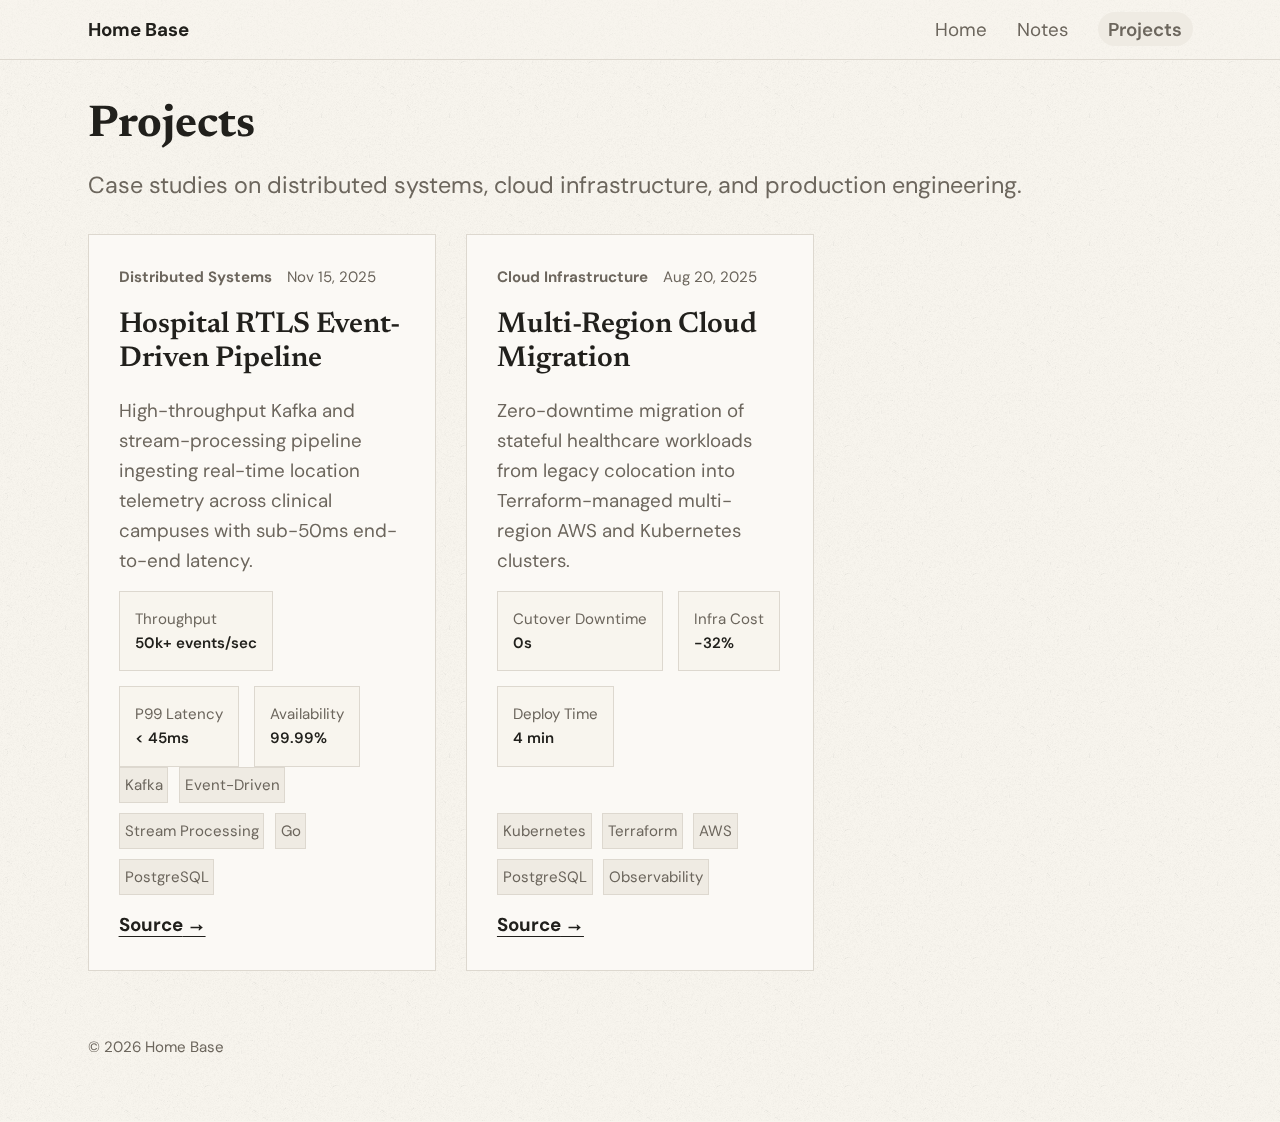 Home Base
Home Notes Projects
Projects
Case studies on distributed systems, cloud infrastructure, and production engineering.
Distributed Systems Nov 15, 2025
Hospital RTLS Event-
Driven Pipeline
High-throughput Kafka and
stream-processing pipeline
ingesting real-time location
telemetry across clinical
campuses with sub-50ms end-
to-end latency.
Throughput
50k+ events/sec
P99 Latency
< 45ms
Availability
99.99%
Kafka
Event-Driven
Stream Processing
Go
PostgreSQL
Source →
Cloud Infrastructure Aug 20, 2025
Multi-Region Cloud
Migration
Zero-downtime migration of
stateful healthcare workloads
from legacy colocation into
Terraform-managed multi-
region AWS and Kubernetes
clusters.
Cutover Downtime
0s
Infra Cost
-32%
Deploy Time
4 min
Kubernetes
Terraform
AWS
PostgreSQL
Observability
Source →
© 2026 Home Base